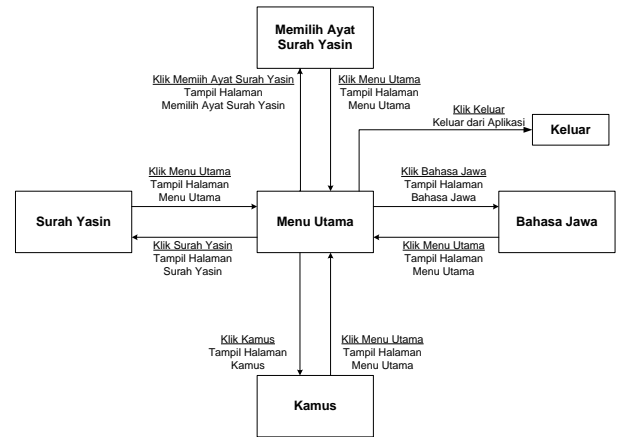 Memilih Ayat
Surah Yasin
Klik Memiih Ayat Surah Yasin
Tampil Halaman
Memilih Ayat Surah Yasin
Klik Menu Utama
Tampil Halaman
Menu Utama
Klik Keluar
Keluar dari Aplikasi
Keluar
Klik Menu Utama
Tampil Halaman
Menu Utama
Klik Bahasa Jawa
Tampil Halaman
Bahasa Jawa
Surah Yasin
Menu Utama
Bahasa Jawa
Klik Surah Yasin
Tampil Halaman
Surah Yasin
Klik Menu Utama
Tampil Halaman
Menu Utama
Klik Kamus
Tampil Halaman
Kamus
Klik Menu Utama
Tampil Halaman
Menu Utama
Kamus